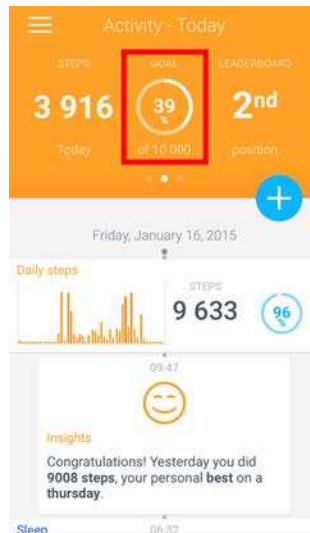 Activity - Today
STEPS GOAL LEADERBOARD
3 916 39 % 2nd
Today of 10 000 position
Friday, January 16, 2015
Daily steps
STEPS
9 633 96 %
09:47
Insights
Congratulations! Yesterday you did
9008 steps, your personal best on a
thursday.
Sleep 06:32